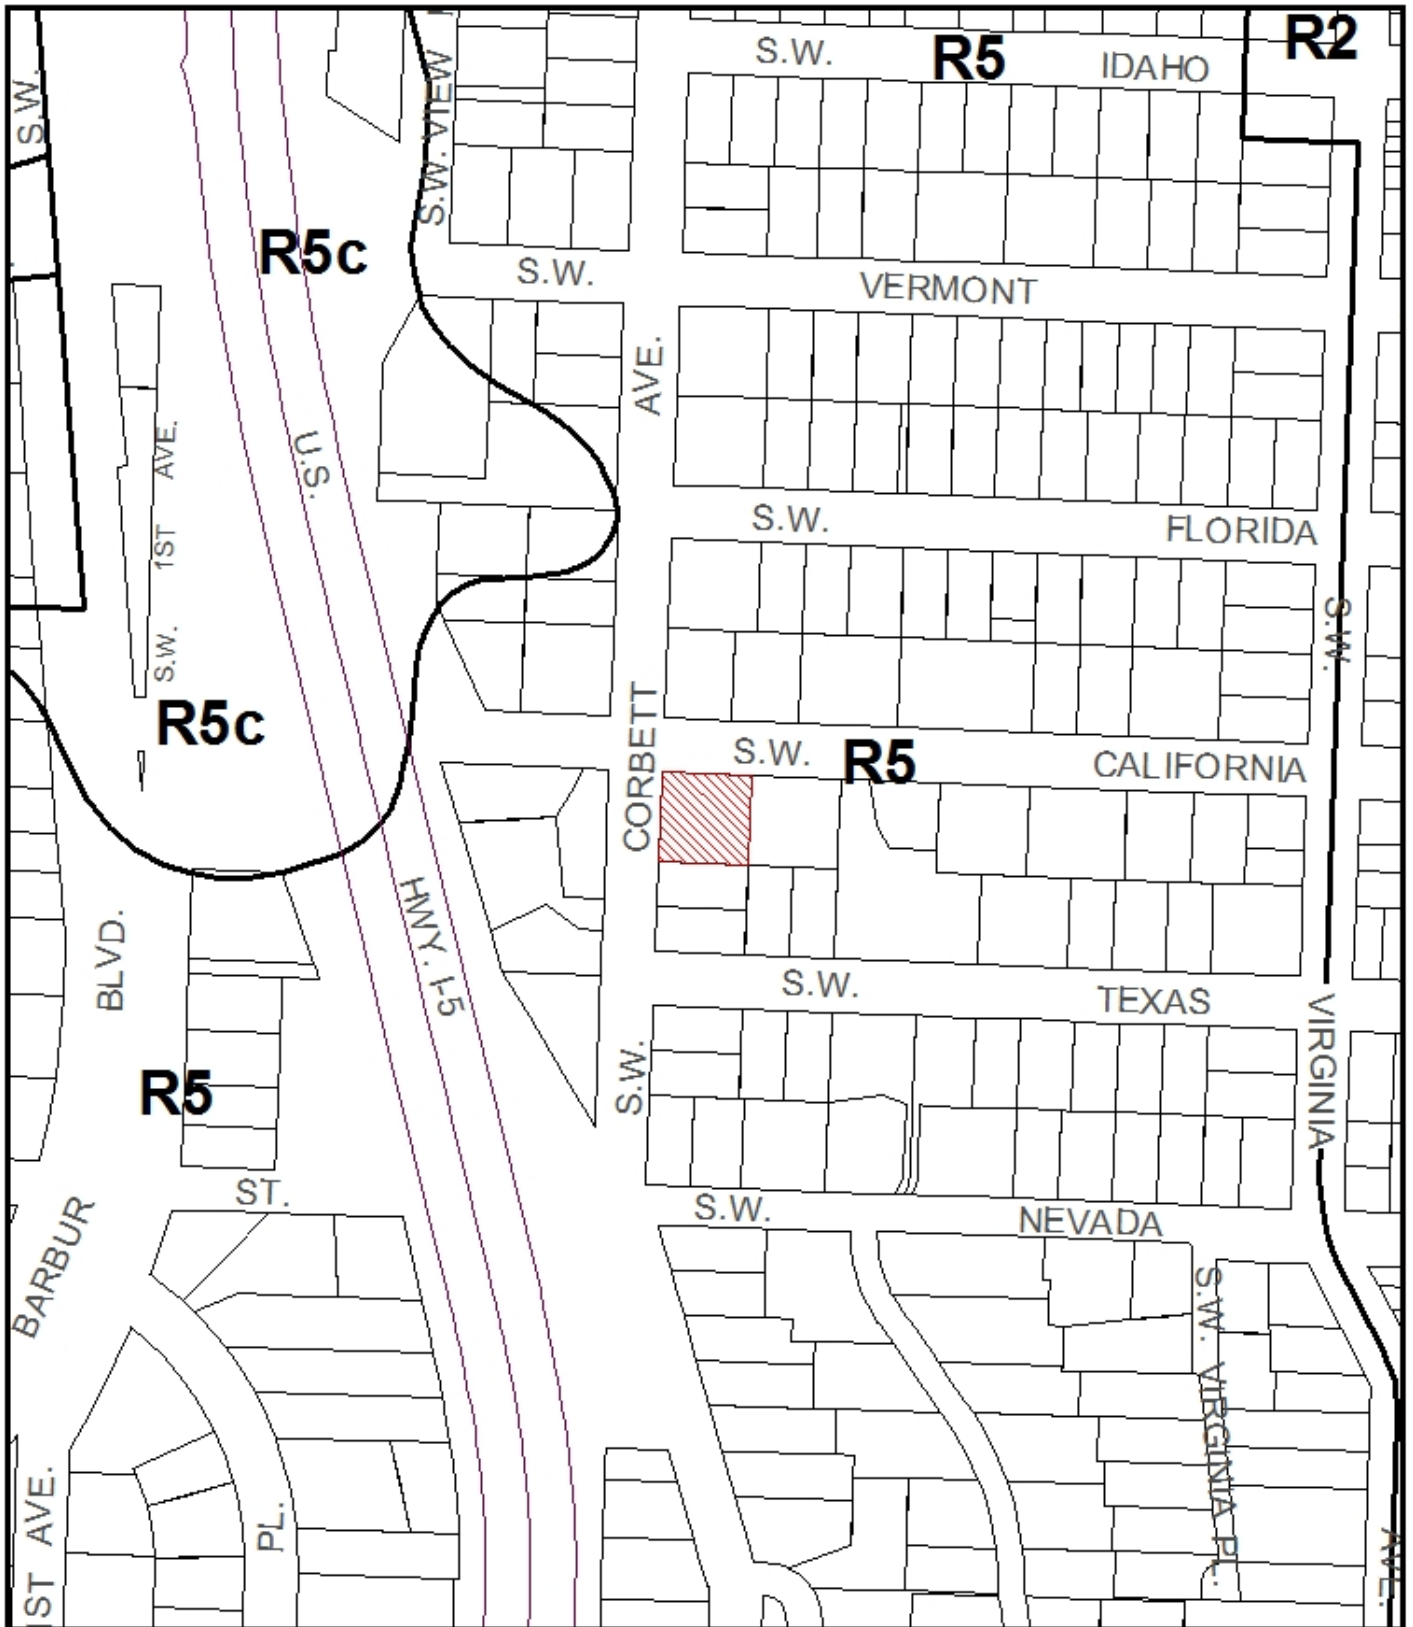 S.W. R5 IDAHO R2
S.W.
S.W. VIEW
R5c
S.W. VERMONT
AVE.
U.S.
S.W. 1ST AVE.
S.W. FLORIDA
S.W.
R5c
CORBETT
S.W. R5 CALIFORNIA
HWY. I-5
BLVD.
S.W. TEXAS
VIRGINIA
S.W.
R5
ST.
S.W. NEVADA
BARBUR
S.W. VIRGINIA PL.
PL.
1ST AVE.
AVE.